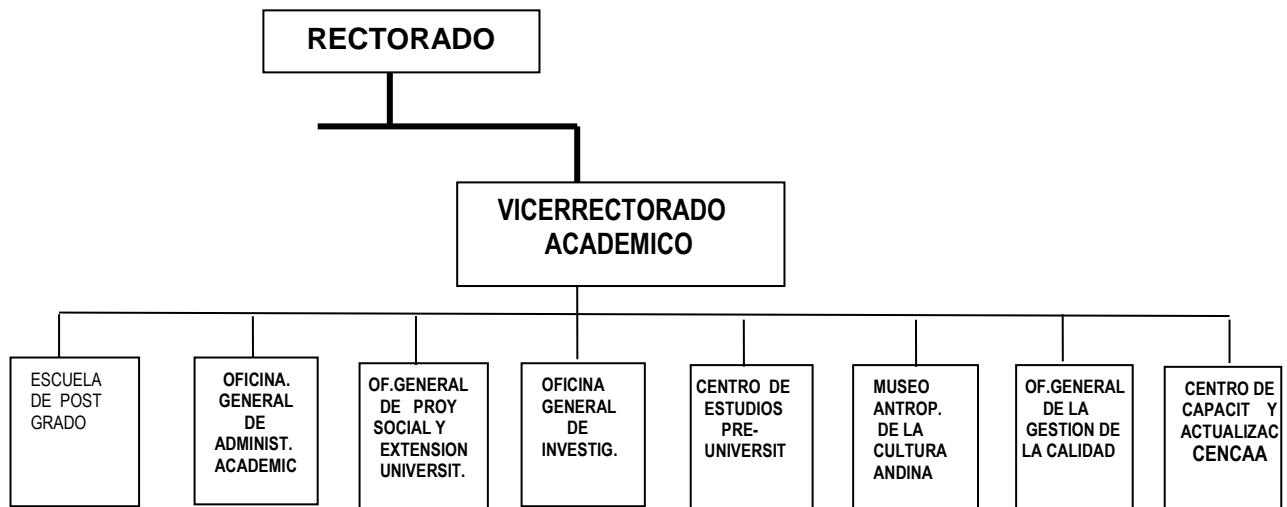 RECTORADO
VICERRECTORADO
ACADEMICO
ESCUELA
DE POST
GRADO
OFICINA.
GENERAL
DE
ADMINIST.
ACADEMIC
OF.GENERAL
DE PROY
SOCIAL Y
EXTENSION
UNIVERSIT.
OFICINA
GENERAL
DE
INVESTIG.
CENTRO DE
ESTUDIOS
PRE-
UNIVERSIT
MUSEO
ANTROP.
DE LA
CULTURA
ANDINA
OF.GENERAL
DE LA
GESTION DE
LA CALIDAD
CENTRO DE
CAPACIT Y
ACTUALIZAC
CENCAA